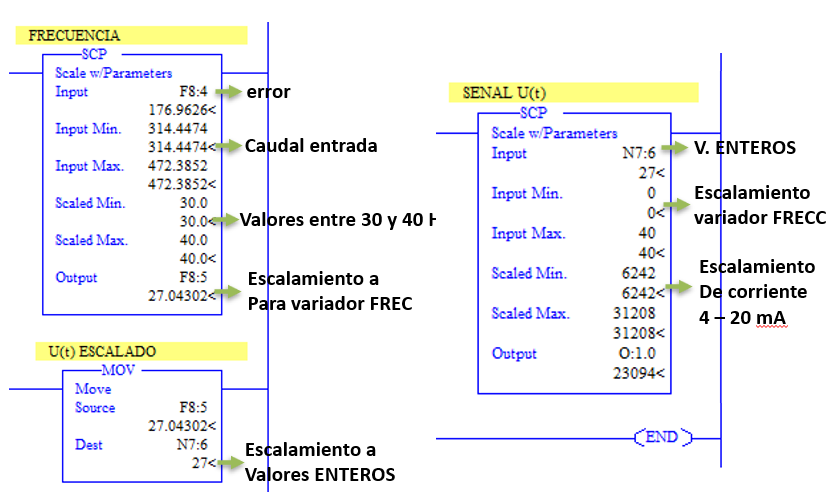 FRECUENCIA
SCP
Scale w/Parameters
Input F8:4
176.9626<
error
Input Min. 314.4474
314.4474<
Caudal entrada
Input Max. 472.3852
472.3852<
Scaled Min. 30.0
30.0<
Valores entre 30 y 40 H
Scaled Max. 40.0
40.0<
Output F8:5
27.04302<
Escalamiento a
Para variador FREC
U(t) ESCALADO
MOV
Move
Source F8:5
27.04302<
Dest N7:6
27<
Escalamiento a
Valores ENTEROS
SENAL U(t)
SCP
Scale w/Parameters
Input N7:6
27<
V. ENTEROS
Input Min. 0
0<
Escalamiento
variador FRECC
Input Max. 40
40<
Scaled Min. 6242
6242<
Escalamiento
De corriente
4 – 20 mA
Scaled Max. 31208
31208<
Output O:1.0
23094<
END